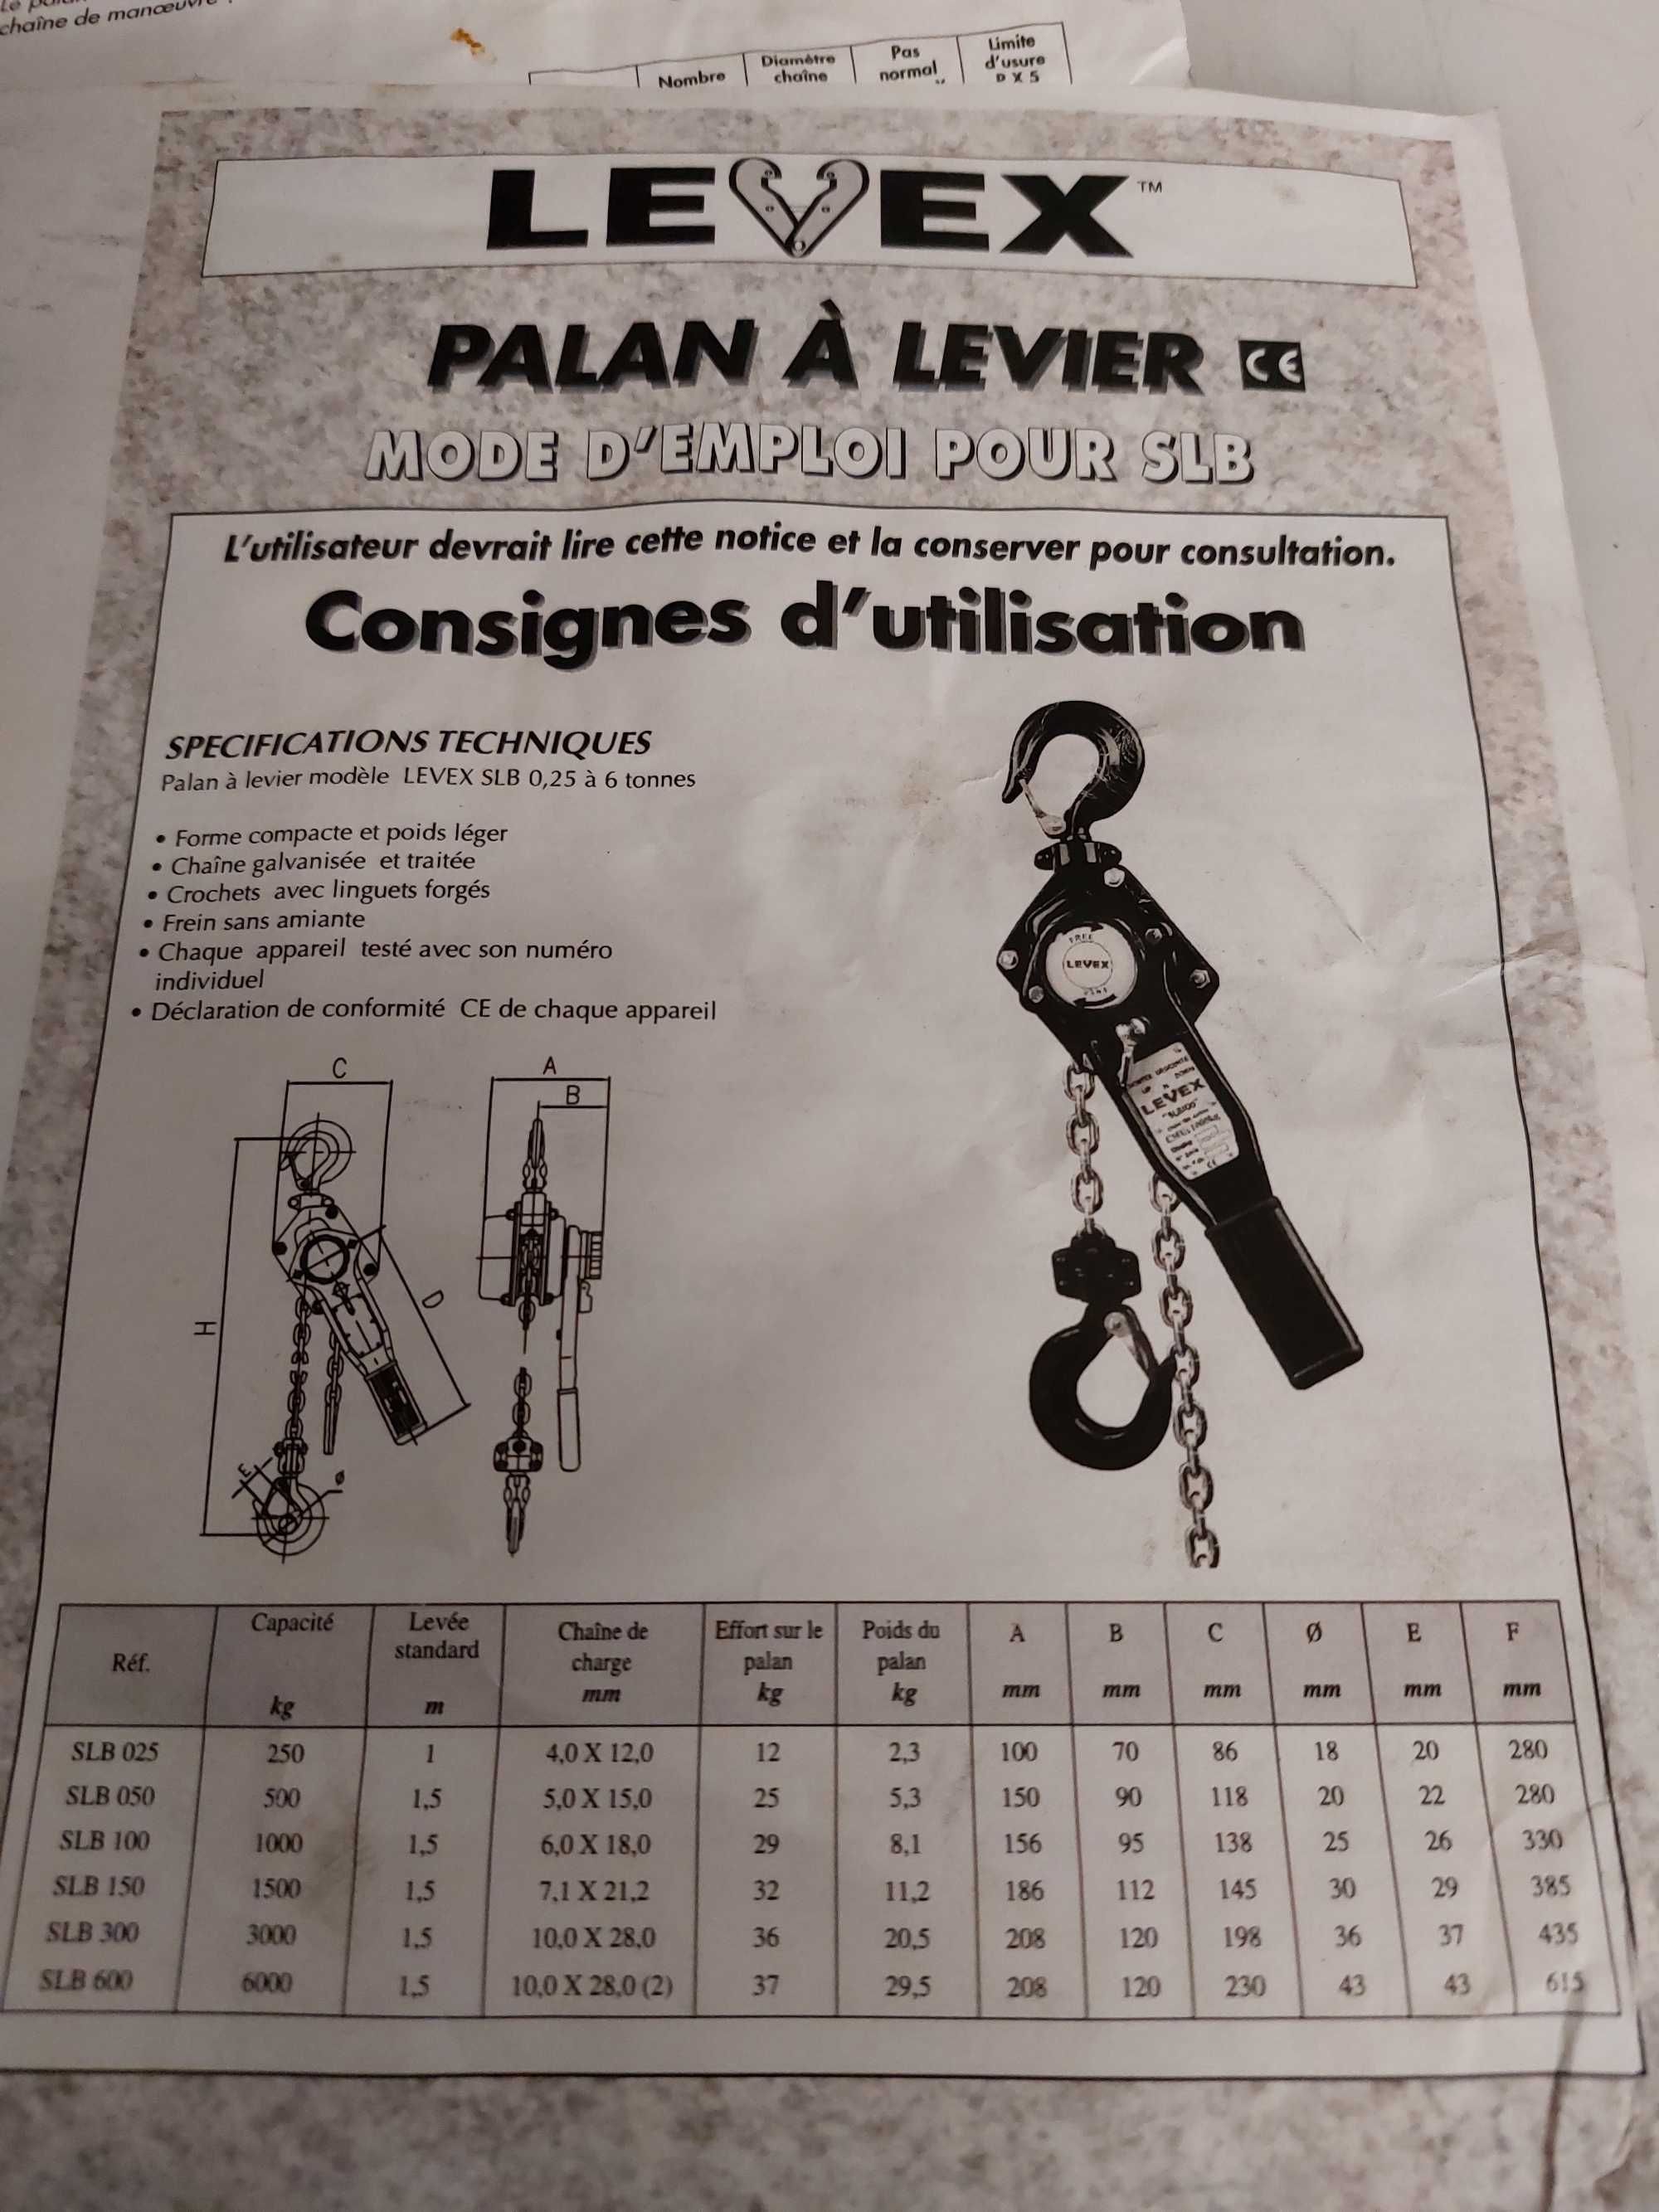 chaîne de manœuvre
Nombre
Diamètre
chaîne
Pas
normal
Limite
d'usure
D X 5
LEVEX™
PALAN À LEVIER CE
MODE D'EMPLOI POUR SLB
L'utilisateur devrait lire cette notice et la conserver pour consultation.
Consignes d'utilisation
SPECIFICATIONS TECHNIQUES
Palan à levier modèle LEVEX SLB 0,25 à 6 tonnes
• Forme compacte et poids léger
• Chaîne galvanisée et traitée
• Crochets avec linguets forgés
• Frein sans amiante
• Chaque appareil testé avec son numéro
individuel
• Déclaration de conformité CE de chaque appareil
C
A
B
H
D
E
ø
FREE
LEVEX
LEVEX
CE
Réf. Capacité kg Levée standard m Chaîne de charge mm Effort sur le palan kg Poids du palan kg A mm B mm C mm Ø mm E mm F mm
SLB 025 250 1 4,0 X 12,0 12 2,3 100 70 86 18 20 280
SLB 050 500 1,5 5,0 X 15,0 25 5,3 150 90 118 20 22 280
SLB 100 1000 1,5 6,0 X 18,0 29 8,1 156 95 138 25 26 330
SLB 150 1500 1,5 7,1 X 21,2 32 11,2 186 112 145 30 29 385
SLB 300 3000 1,5 10,0 X 28,0 36 20,5 208 120 198 36 37 435
SLB 600 6000 1,5 10,0 X 28,0 (2) 37 29,5 208 120 230 43 43 615